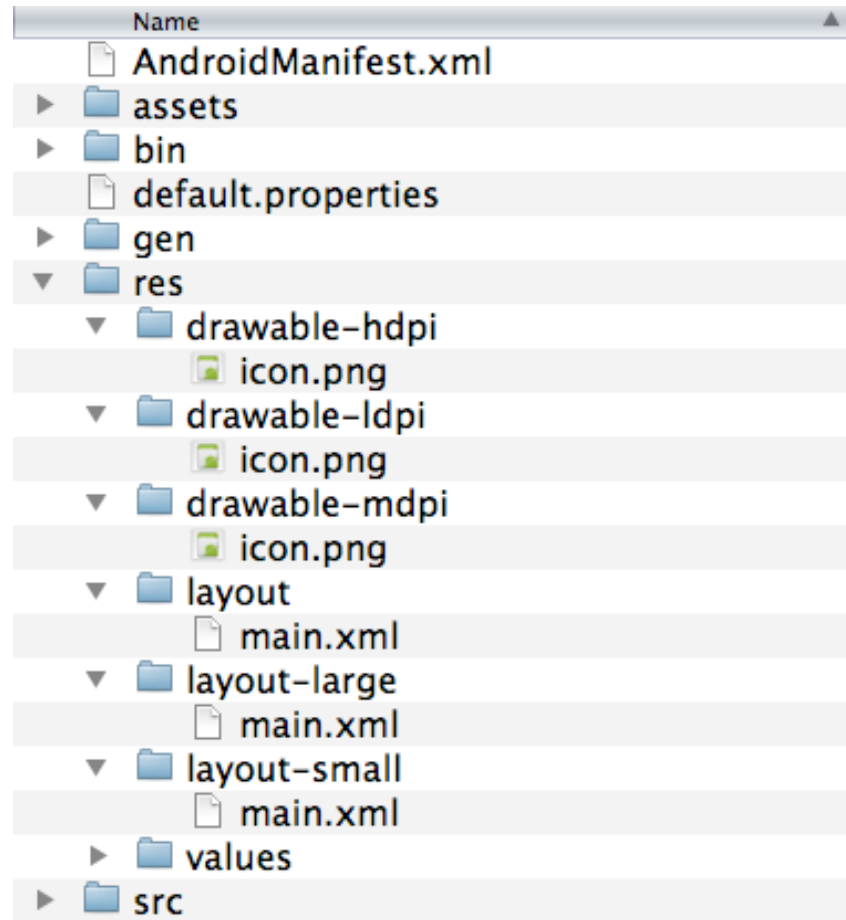 Name
AndroidManifest.xml
assets
bin
default.properties
gen
res
drawable-hdpi
icon.png
drawable-ldpi
icon.png
drawable-mdpi
icon.png
layout
main.xml
layout-large
main.xml
layout-small
main.xml
values
src